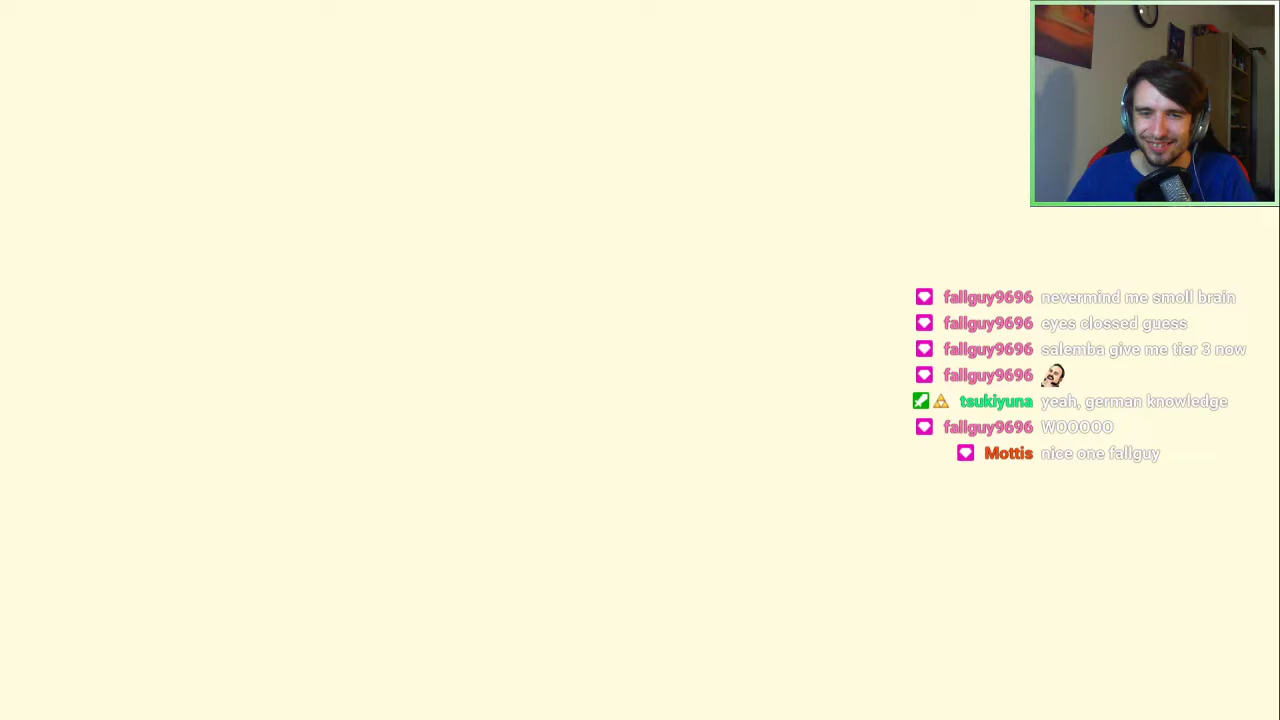 fallguy9696 nevermind me smoll brain
fallguy9696 eyes clossed guess
fallguy9696 salemba give me tier 3 now
fallguy9696
tsukiyuna yeah, german knowledge
fallguy9696 WOOOOO
Mottis nice one fallguy